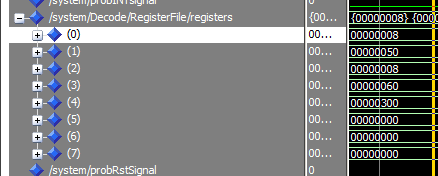 /system/probINTsignal 0
/system/Decode/RegisterFile/registers {00... {00000008} {0000
(0) 00... 00000008
(1) 00... 00000050
(2) 00... 00000008
(3) 00... 00000060
(4) 00... 00000300
(5) 00... 00000000
(6) 00... 00000000
(7) 00... 00000000
/system/probRstSignal 0